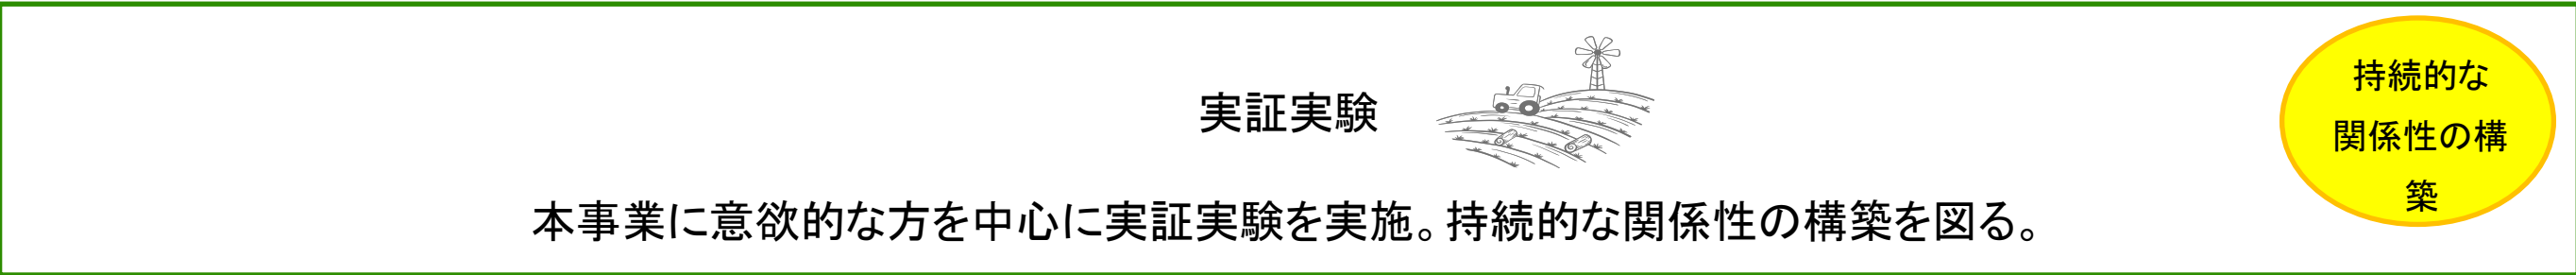 実証実験
本事業に意欲的な方を中心に実証実験を実施。持続的な関係性の構築を図る。
持続的な
関係性の構
築